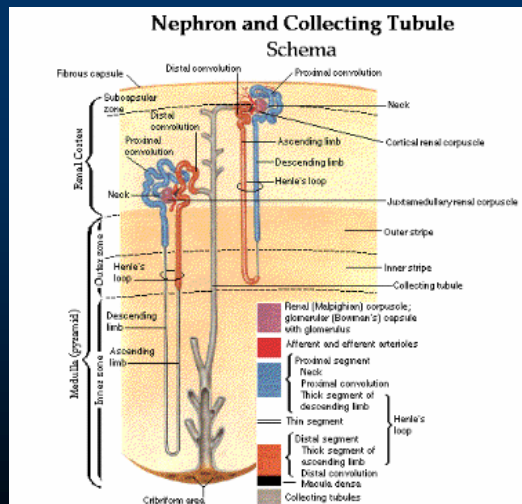 Nephron and Collecting Tubule
Schema
Distal convolution
Proximal convolution
Fibrous capsule
Subcapsular
zone
Distal
convolution
Proximal
convolution
Neck
Cortical renal corpuscle
Ascending limb
Descending limb
Henle's loop
Renal Cortex
Neck
Juxtamedullary renal corpuscle
Outer stripe
Inner stripe
Collecting tubule
Outer zone
Henle's
loop
Medulla (pyramid)
Inner zone
Descending
limb
Ascending
limb
Renal (Malpighian) corpuscle;
glomerular (Bowman's) capsule
with glomerulus
Afferent and efferent arterioles
Proximal segment
Neck
Proximal convolution
Thick segment of
descending limb
Thin segment
Henle's
loop
Distal segment
Thick segment of
ascending limb
Distal convolution
Macula densa
Collecting tubules
Cribriform area